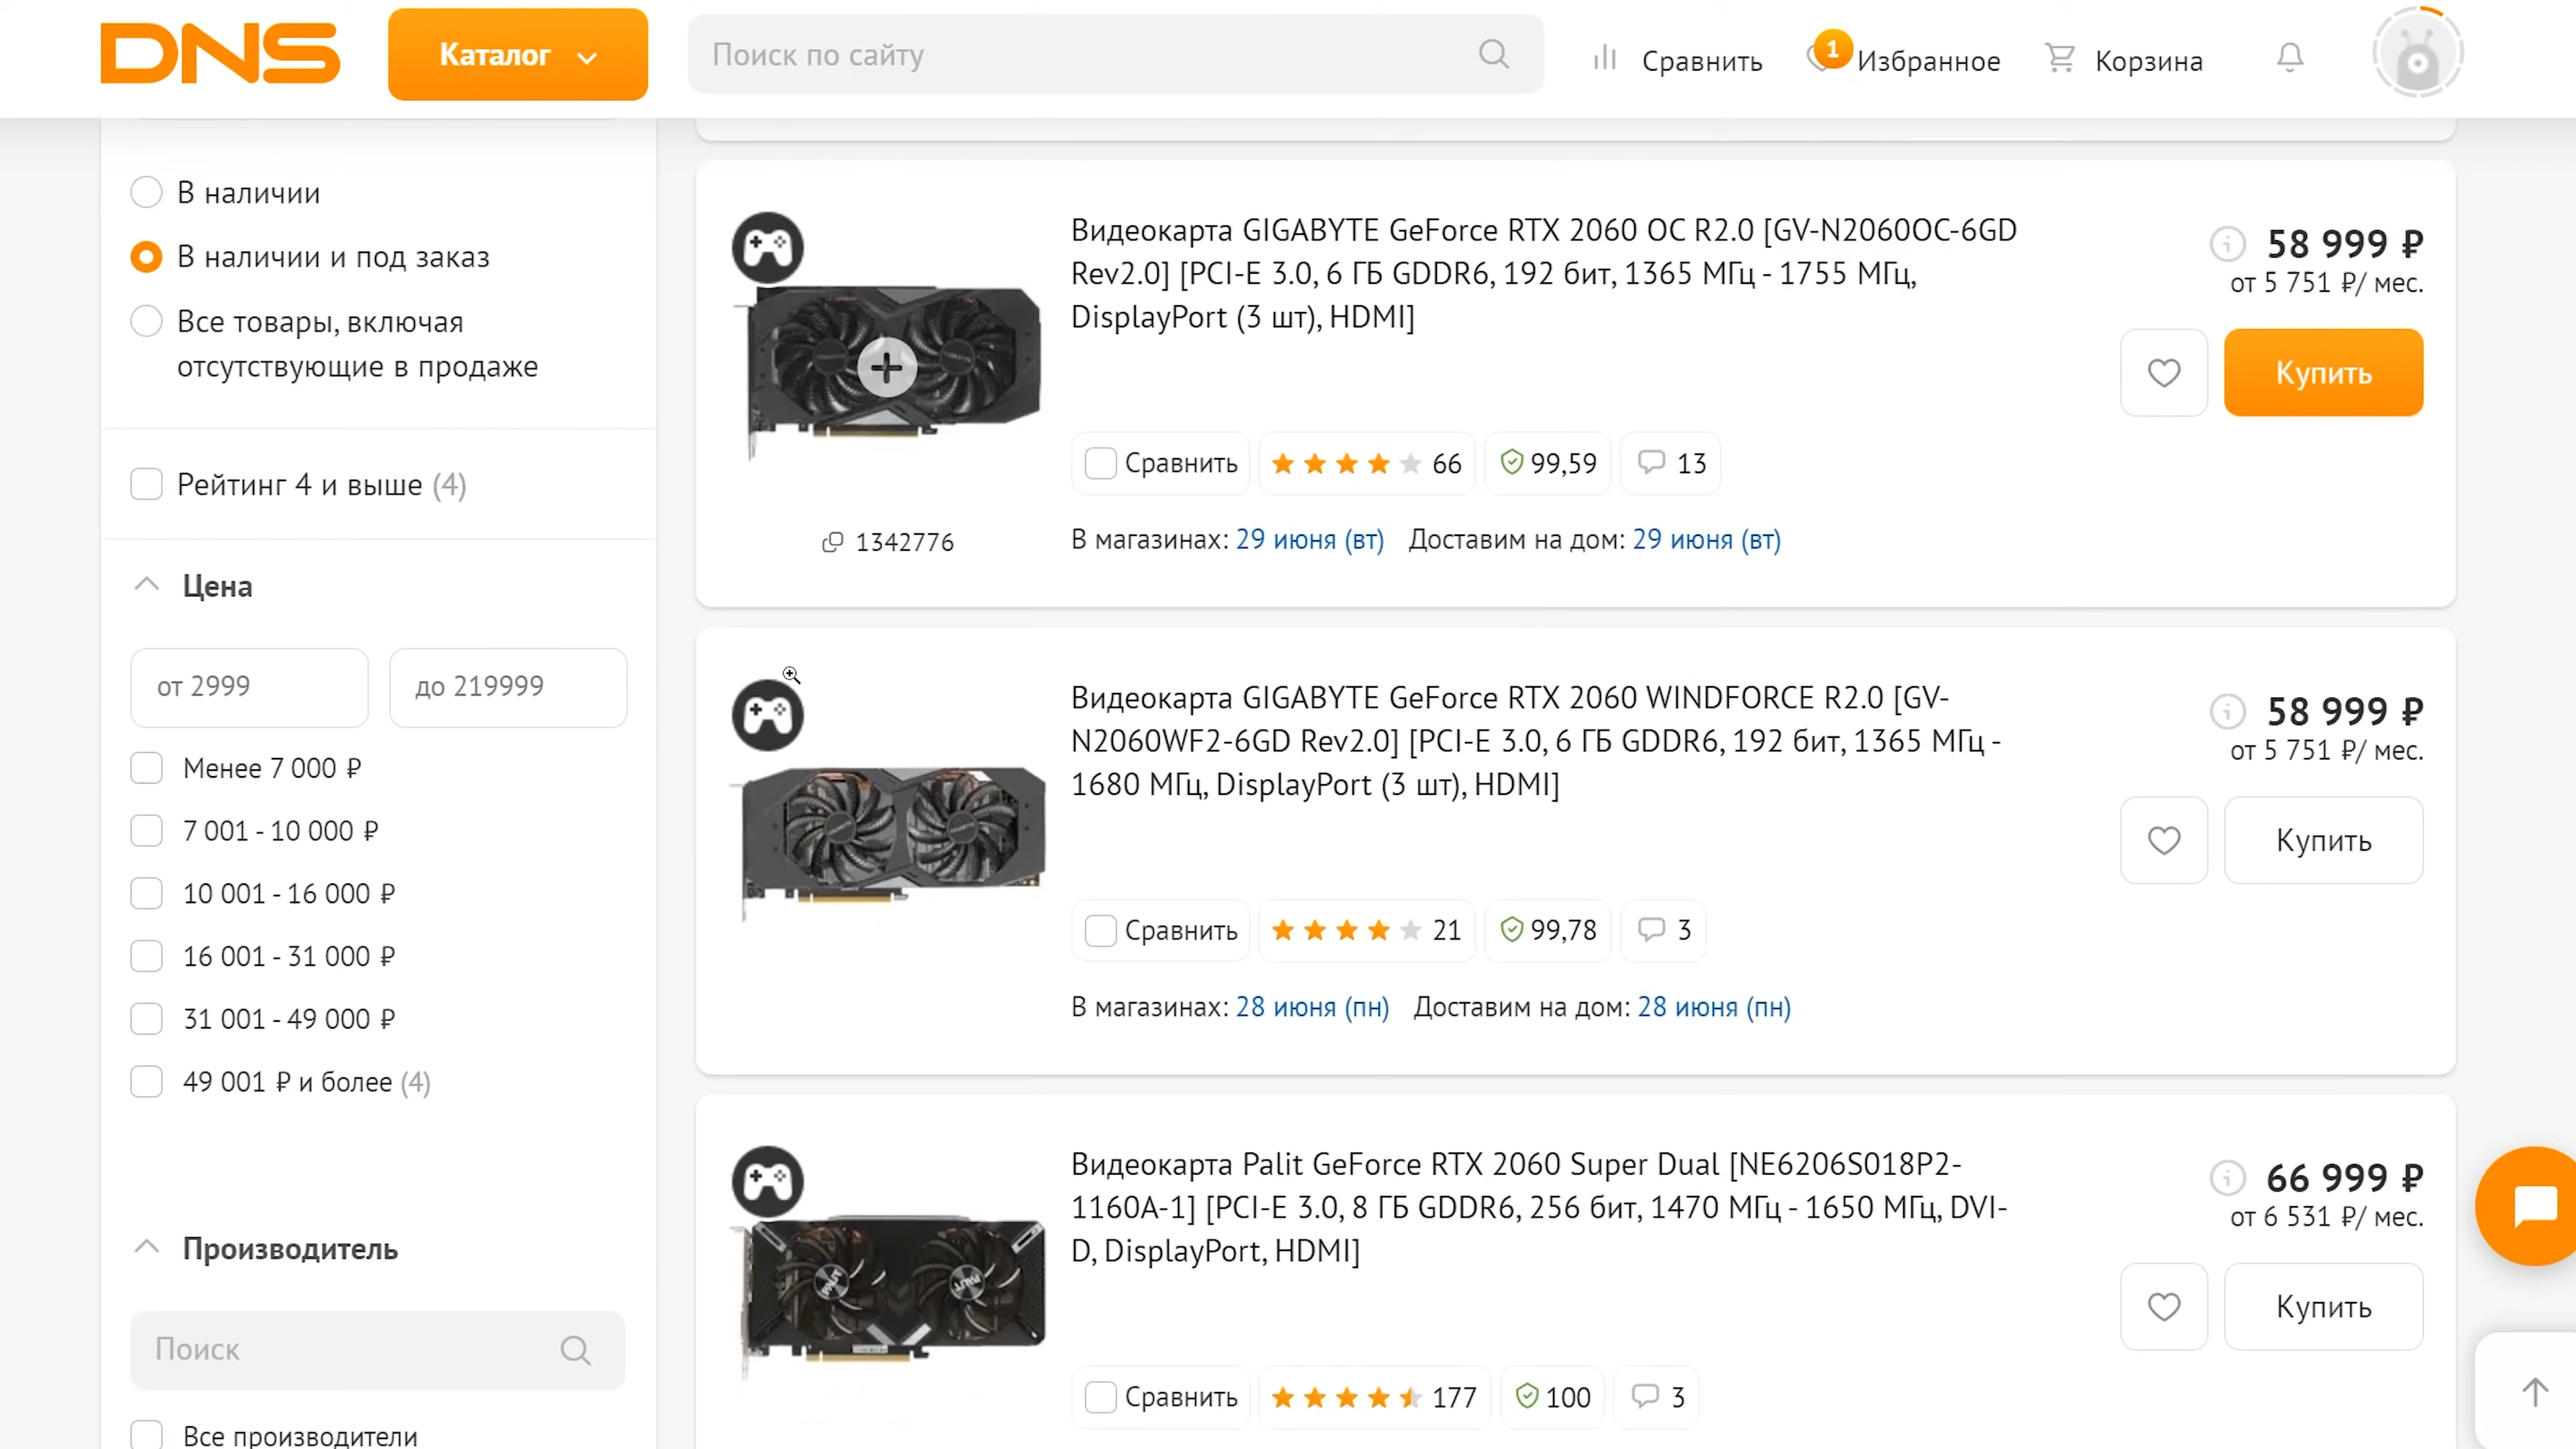 DNS
Каталог
Поиск по сайту
Сравнить
1
Избранное
Корзина
В наличии
В наличии и под заказ
Все товары, включая
отсутствующие в продаже
Рейтинг 4 и выше (4)
Цена
от 2999
до 219999
Менее 7 000 ₽
7 001 - 10 000 ₽
10 001 - 16 000 ₽
16 001 - 31 000 ₽
31 001 - 49 000 ₽
49 001 ₽ и более (4)
Производитель
Поиск
Все производители
Видеокарта GIGABYTE GeForce RTX 2060 OC R2.0 [GV-N2060OC-6GD
Rev2.0] [PCI-E 3.0, 6 ГБ GDDR6, 192 бит, 1365 МГц - 1755 МГц,
DisplayPort (3 шт), HDMI]
58 999 ₽
от 5 751 ₽/ мес.
Купить
Сравнить
66
99,59
13
1342776
В магазинах: 29 июня (вт) Доставим на дом: 29 июня (вт)
Видеокарта GIGABYTE GeForce RTX 2060 WINDFORCE R2.0 [GV-
N2060WF2-6GD Rev2.0] [PCI-E 3.0, 6 ГБ GDDR6, 192 бит, 1365 МГц -
1680 МГц, DisplayPort (3 шт), HDMI]
58 999 ₽
от 5 751 ₽/ мес.
Купить
Сравнить
21
99,78
3
В магазинах: 28 июня (пн) Доставим на дом: 28 июня (пн)
Видеокарта Palit GeForce RTX 2060 Super Dual [NE6206S018P2-
1160A-1] [PCI-E 3.0, 8 ГБ GDDR6, 256 бит, 1470 МГц - 1650 МГц, DVI-
D, DisplayPort, HDMI]
66 999 ₽
от 6 531 ₽/ мес.
Купить
Сравнить
177
100
3